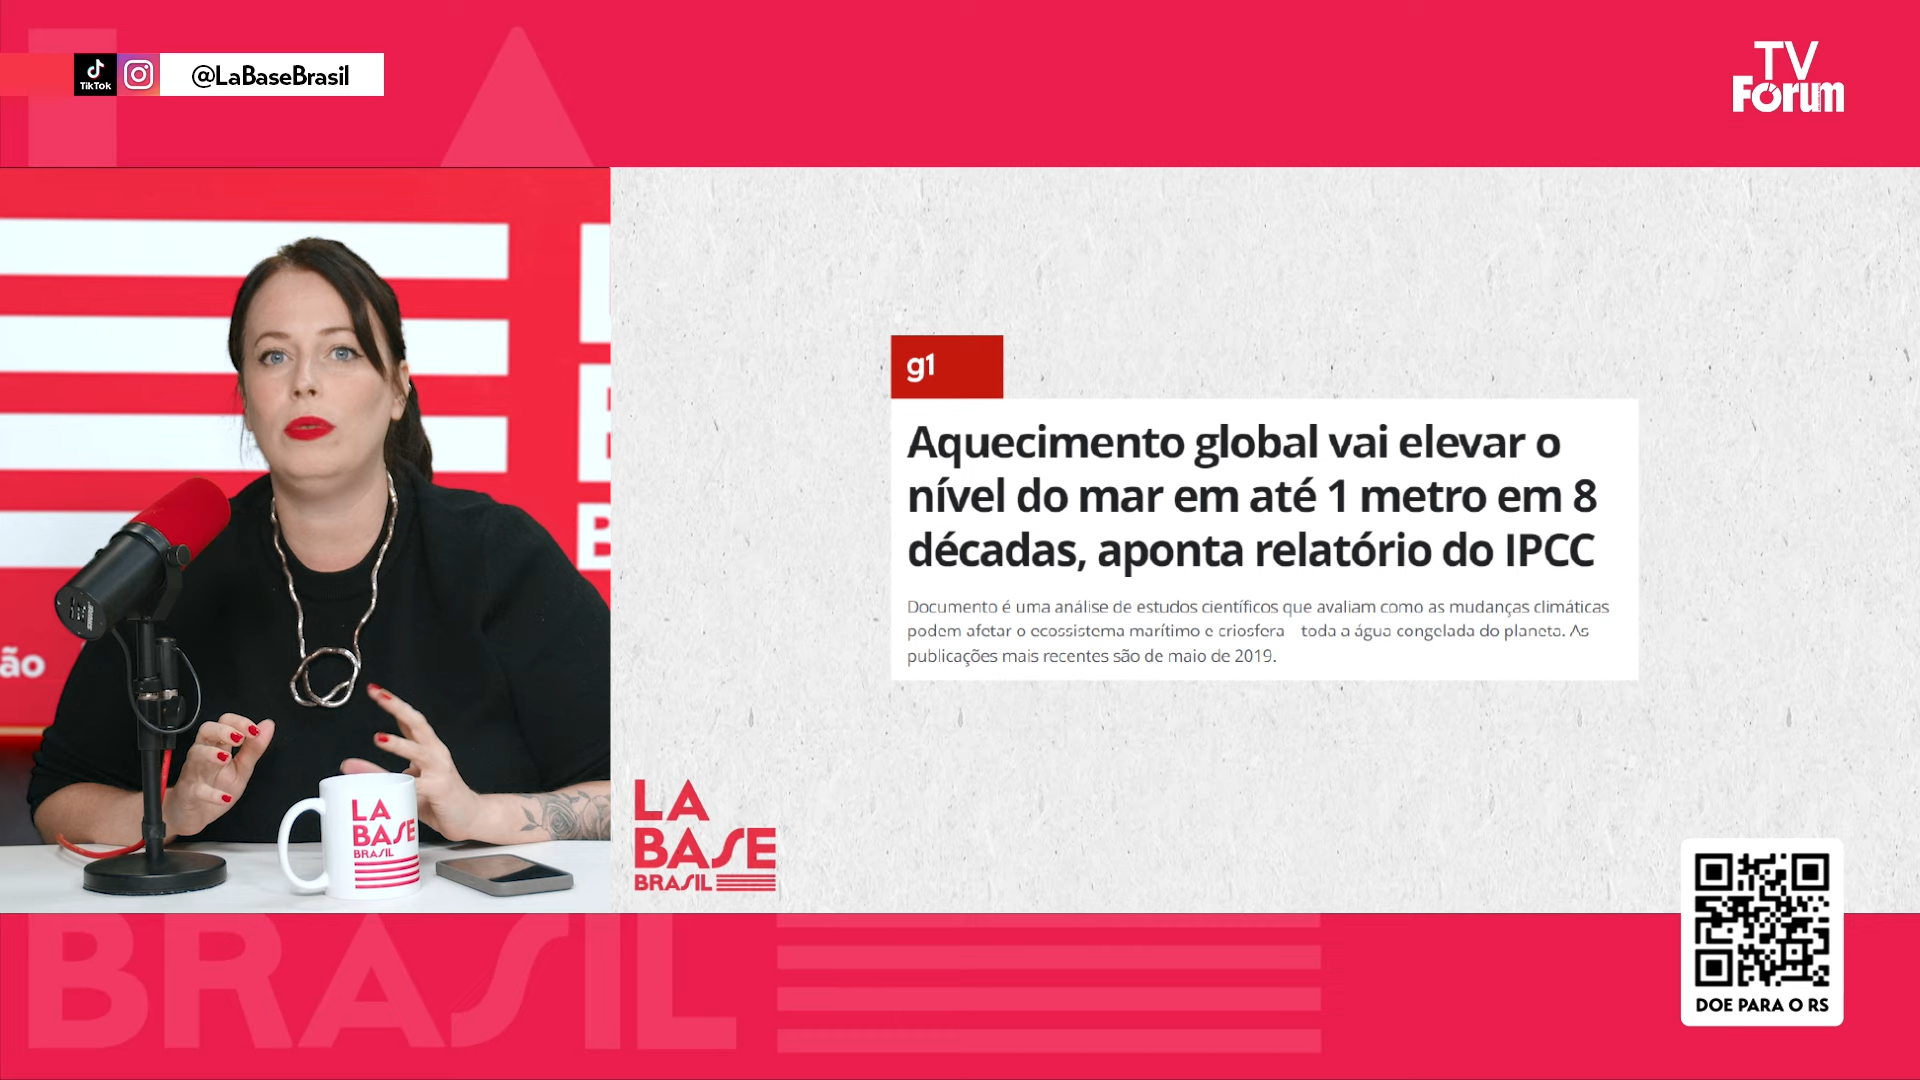 TikTok
@LaBaseBrasil
TV
Fórum
ão
g1
Aquecimento global vai elevar o
nível do mar em até 1 metro em 8
décadas, aponta relatório do IPCC
Documento é uma análise de estudos científicos que avaliam como as mudanças climáticas
podem afetar o ecossistema marítimo e criosfera – toda a água congelada do planeta. As
publicações mais recentes são de maio de 2019.
LA
BASE
BRASIL
LA
BASE
BRASIL
BRASIL
DOE PARA O RS